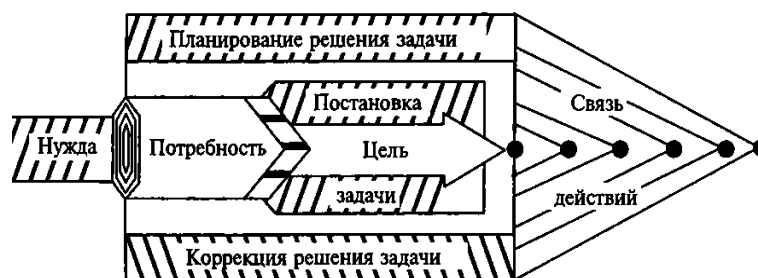 Планирование решения задачи
Постановка
Связь
Нужда
Потребность
Цель
задачи
действий
Коррекция решения задачи